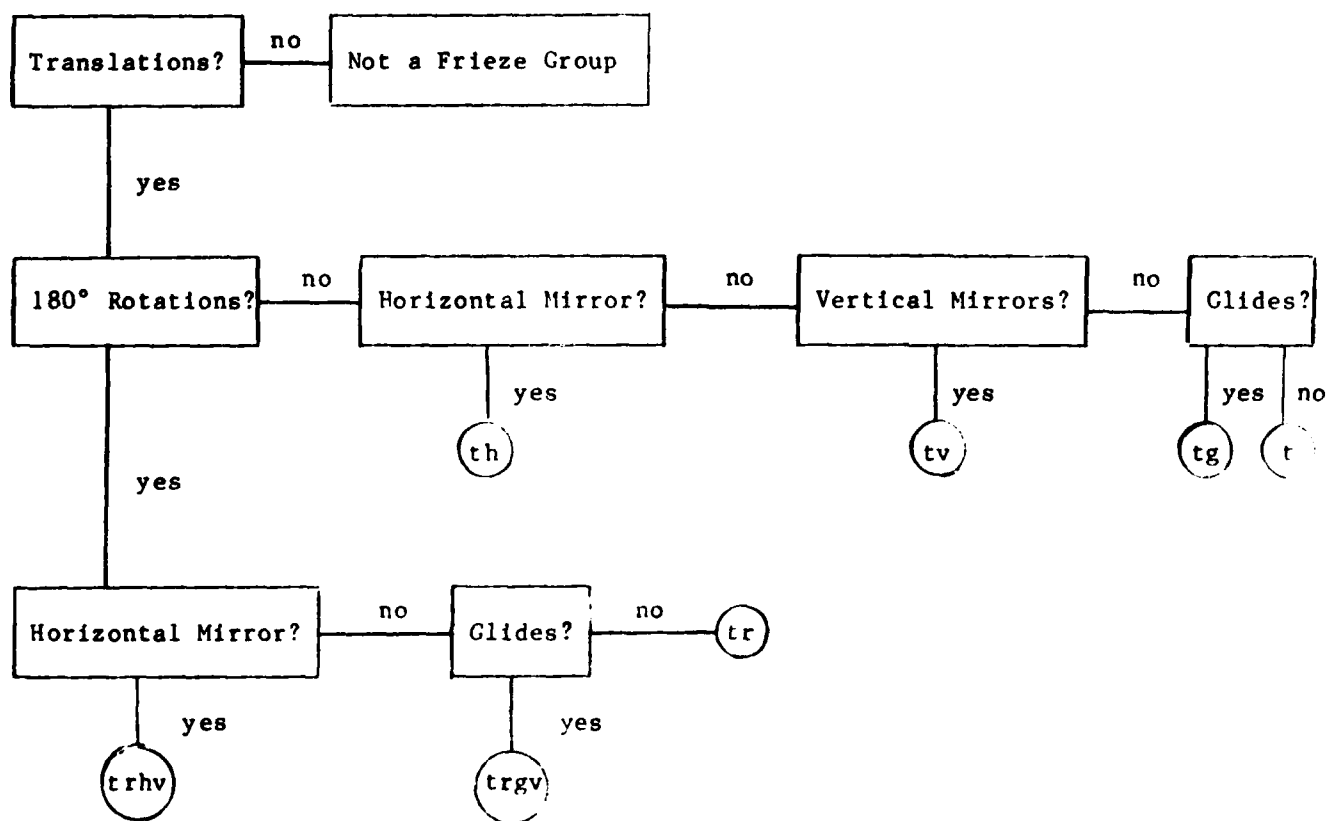 Translations?
no
Not a Frieze Group
yes
180° Rotations?
no
Horizontal Mirror?
no
Vertical Mirrors?
no
Glides?
yes
yes
yes
no
th
tv
tg
t
yes
Horizontal Mirror?
no
Glides?
no
tr
yes
yes
trhv
trgv